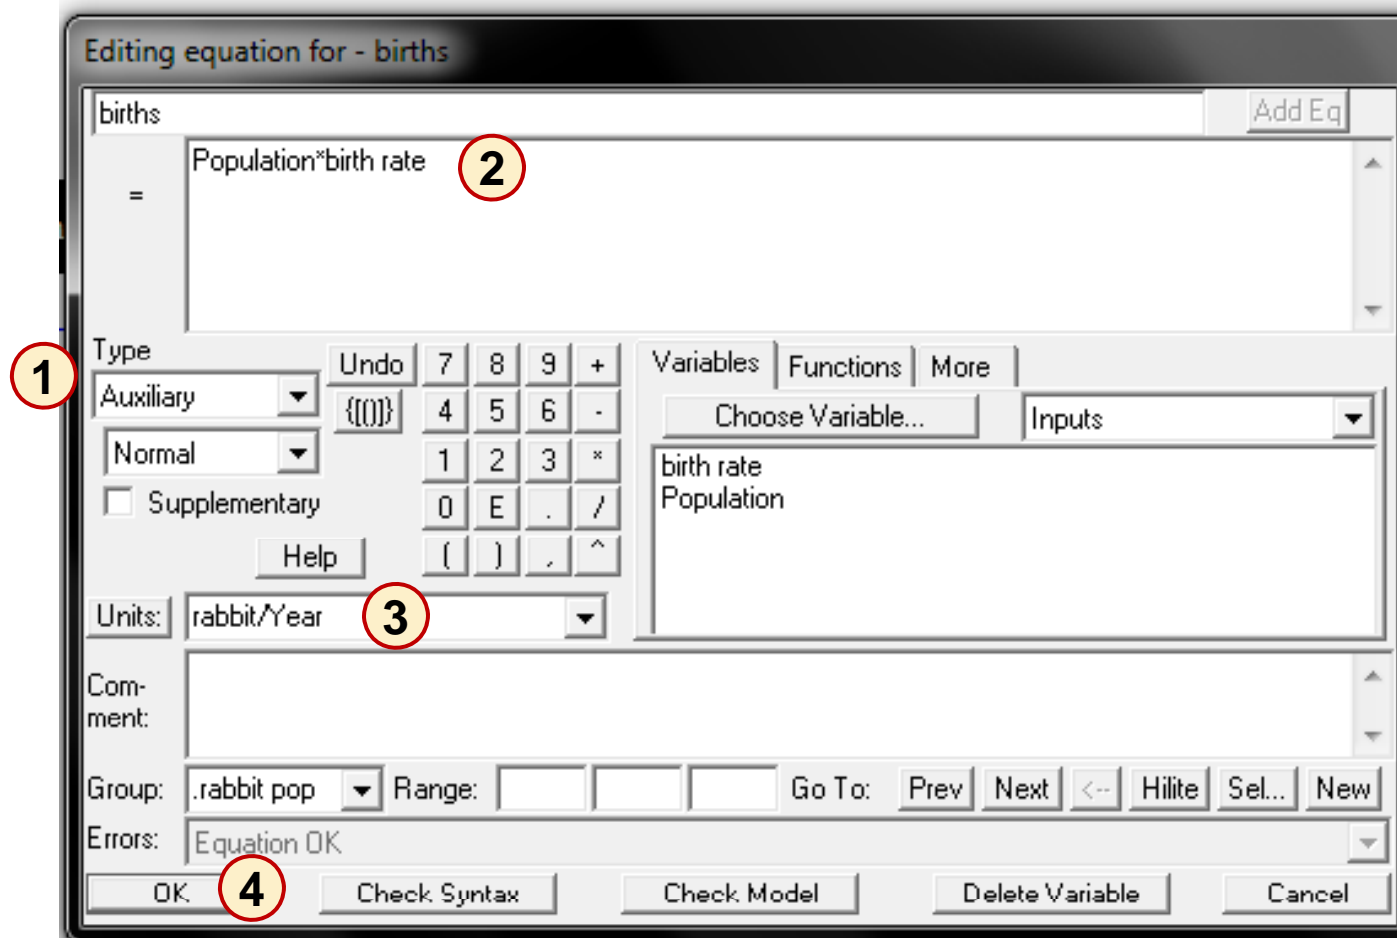 Editing equation for - births
births
Add Eq
=
Population*birth rate
2
1
Type
Auxiliary
Normal
Supplementary
Help
Undo
7
8
9
+
{[()]}
4
5
6
-
1
2
3
*
0
E
.
/
(
)
,
^
Variables
Functions
More
Choose Variable...
Inputs
birth rate
Population
Units:
rabbit/Year
3
Com-
ment:
Group:
.rabbit pop
Range:
Go To:
Prev
Next
<--
Hilite
Sel...
New
Errors:
Equation OK
OK
4
Check Syntax
Check Model
Delete Variable
Cancel